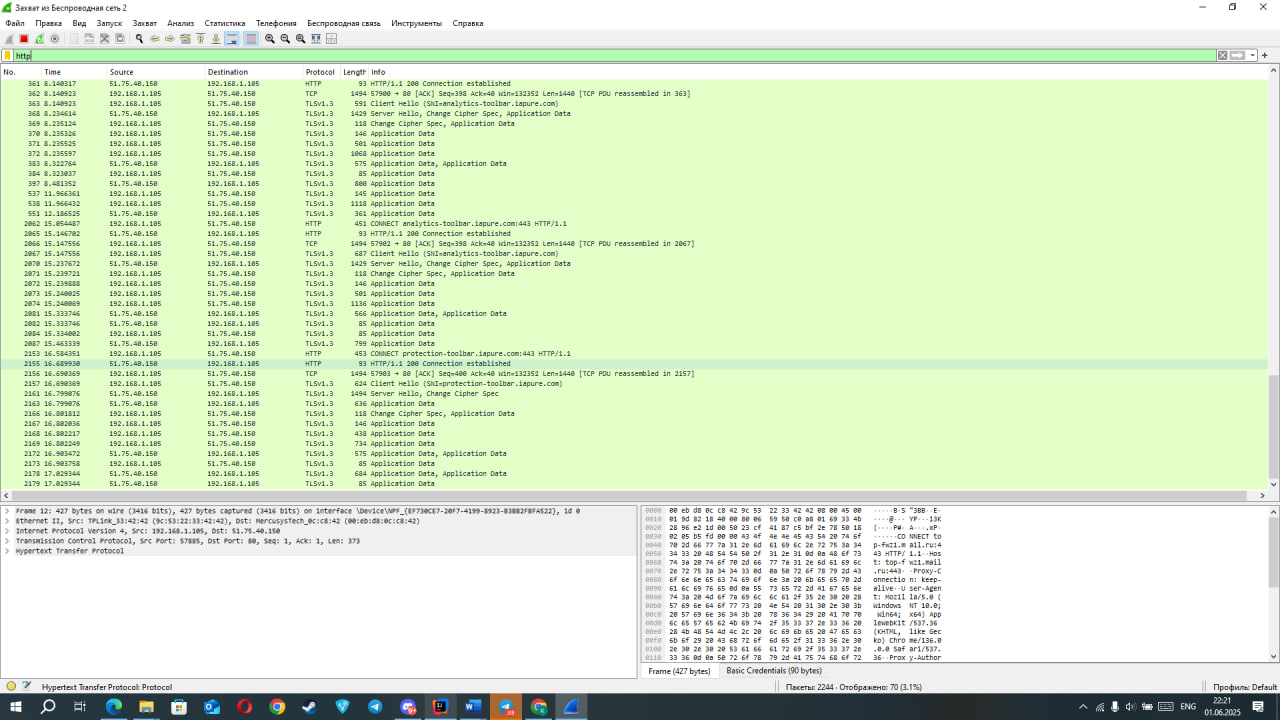 Захват из Беспроводная сеть 2
Файл Правка Вид Запуск Захват Анализ Статистика Телефония Беспроводная связь Инструменты Справка
http
No. Time Source Destination Protocol Length Info
361 8.140317 51.75.40.150 192.168.1.105 HTTP 93 HTTP/1.1 200 Connection established
362 8.140923 192.168.1.105 51.75.40.150 TCP 1494 57900 → 80 [ACK] Seq=398 Ack=40 Win=132352 Len=1440 [TCP PDU reassembled in 363]
363 8.140923 192.168.1.105 51.75.40.150 TLSv1.3 591 Client Hello (SNI=analytics-toolbar.iapure.com)
368 8.234614 51.75.40.150 192.168.1.105 TLSv1.3 1429 Server Hello, Change Cipher Spec, Application Data
369 8.235124 192.168.1.105 51.75.40.150 TLSv1.3 118 Change Cipher Spec, Application Data
370 8.235326 192.168.1.105 51.75.40.150 TLSv1.3 146 Application Data
371 8.235525 192.168.1.105 51.75.40.150 TLSv1.3 501 Application Data
372 8.235597 192.168.1.105 51.75.40.150 TLSv1.3 1068 Application Data
383 8.322764 51.75.40.150 192.168.1.105 TLSv1.3 575 Application Data, Application Data
384 8.323037 192.168.1.105 51.75.40.150 TLSv1.3 85 Application Data
397 8.481352 51.75.40.150 192.168.1.105 TLSv1.3 800 Application Data
537 11.966361 192.168.1.105 51.75.40.150 TLSv1.3 145 Application Data
538 11.966432 192.168.1.105 51.75.40.150 TLSv1.3 1118 Application Data
551 12.186525 51.75.40.150 192.168.1.105 TLSv1.3 361 Application Data
2062 15.054487 192.168.1.105 51.75.40.150 HTTP 451 CONNECT analytics-toolbar.iapure.com:443 HTTP/1.1
2065 15.146702 51.75.40.150 192.168.1.105 HTTP 93 HTTP/1.1 200 Connection established
2066 15.147556 192.168.1.105 51.75.40.150 TCP 1494 57902 → 80 [ACK] Seq=398 Ack=40 Win=132352 Len=1440 [TCP PDU reassembled in 2067]
2067 15.147556 192.168.1.105 51.75.40.150 TLSv1.3 687 Client Hello (SNI=analytics-toolbar.iapure.com)
2070 15.237672 51.75.40.150 192.168.1.105 TLSv1.3 1429 Server Hello, Change Cipher Spec, Application Data
2071 15.239721 192.168.1.105 51.75.40.150 TLSv1.3 118 Change Cipher Spec, Application Data
2072 15.239888 192.168.1.105 51.75.40.150 TLSv1.3 146 Application Data
2073 15.240025 192.168.1.105 51.75.40.150 TLSv1.3 501 Application Data
2074 15.240069 192.168.1.105 51.75.40.150 TLSv1.3 1136 Application Data
2081 15.333746 51.75.40.150 192.168.1.105 TLSv1.3 566 Application Data, Application Data
2082 15.333746 51.75.40.150 192.168.1.105 TLSv1.3 85 Application Data
2084 15.334002 192.168.1.105 51.75.40.150 TLSv1.3 85 Application Data
2087 15.463339 51.75.40.150 192.168.1.105 TLSv1.3 799 Application Data
2153 16.584351 192.168.1.105 51.75.40.150 HTTP 453 CONNECT protection-toolbar.iapure.com:443 HTTP/1.1
2155 16.689930 51.75.40.150 192.168.1.105 HTTP 93 HTTP/1.1 200 Connection established
2156 16.690369 192.168.1.105 51.75.40.150 TCP 1494 57903 → 80 [ACK] Seq=400 Ack=40 Win=132352 Len=1440 [TCP PDU reassembled in 2157]
2157 16.690369 192.168.1.105 51.75.40.150 TLSv1.3 624 Client Hello (SNI=protection-toolbar.iapure.com)
2161 16.799076 51.75.40.150 192.168.1.105 TLSv1.3 1494 Server Hello, Change Cipher Spec
2163 16.799076 51.75.40.150 192.168.1.105 TLSv1.3 636 Application Data
2166 16.801812 192.168.1.105 51.75.40.150 TLSv1.3 118 Change Cipher Spec, Application Data
2167 16.802036 192.168.1.105 51.75.40.150 TLSv1.3 146 Application Data
2168 16.802217 192.168.1.105 51.75.40.150 TLSv1.3 438 Application Data
2169 16.802249 192.168.1.105 51.75.40.150 TLSv1.3 734 Application Data
2172 16.903472 51.75.40.150 192.168.1.105 TLSv1.3 575 Application Data, Application Data
2173 16.903758 192.168.1.105 51.75.40.150 TLSv1.3 85 Application Data
2178 17.029344 51.75.40.150 192.168.1.105 TLSv1.3 684 Application Data, Application Data
2179 17.029344 51.75.40.150 192.168.1.105 TLSv1.3 85 Application Data
Frame 12: 427 bytes on wire (3416 bits), 427 bytes captured (3416 bits) on interface \Device\NPF_{EF730CE7-20F7-4199-8923-83BB2FBFA522}, id 0
Ethernet II, Src: TPLink_33:42:42 (9c:53:22:33:42:42), Dst: MercusysTech_0c:c8:42 (00:eb:d8:0c:c8:42)
Internet Protocol Version 4, Src: 192.168.1.105, Dst: 51.75.40.150
Transmission Control Protocol, Src Port: 57885, Dst Port: 80, Seq: 1, Ack: 1, Len: 373
Hypertext Transfer Protocol
0000 00 eb d8 0c c8 42 9c 53 22 33 42 42 08 00 45 00 ·····B·S "3BB··E·
0010 01 9d 82 18 40 00 80 06 59 50 c0 a8 01 69 33 4b ····@··· YP···i3K
0020 28 96 e2 1d 00 50 23 cf 41 87 c5 bf 2e 78 50 18 (····P#· A···.xP·
0030 02 05 b5 fd 00 00 43 4f 4e 4e 45 43 54 20 74 6f ······CO NNECT to
0040 70 2d 66 77 7a 31 2e 6d 61 69 6c 2e 72 75 3a 34 p-fwz1.m ail.ru:4
0050 34 33 20 48 54 54 50 2f 31 2e 31 0d 0a 48 6f 73 43 HTTP/ 1.1··Hos
0060 74 3a 20 74 6f 70 2d 66 77 7a 31 2e 6d 61 69 6c t: top-f wz1.mail
0070 2e 72 75 3a 34 34 33 0d 0a 50 72 6f 78 79 2d 43 .ru:443· ·Proxy-C
0080 6f 6e 6e 65 63 74 69 6f 6e 3a 20 6b 65 65 70 2d onnectio n: keep-
0090 61 6c 69 76 65 0d 0a 55 73 65 72 2d 41 67 65 6e alive··U ser-Agen
00a0 74 3a 20 4d 6f 7a 69 6c 6c 61 2f 35 2e 30 20 28 t: Mozil la/5.0 (
00b0 57 69 6e 64 6f 77 73 20 4e 54 20 31 30 2e 30 3b Windows NT 10.0;
00c0 20 57 69 6e 36 34 3b 20 78 36 34 29 20 41 70 70 Win64; x64) App
00d0 6c 65 57 65 62 4b 69 74 2f 35 33 37 2e 33 36 20 leWebKit /537.36
00e0 28 4b 48 54 4d 4c 2c 20 6c 69 6b 65 20 47 65 63 (KHTML, like Gec
00f0 6b 6f 29 20 43 68 72 6f 6d 65 2f 31 33 36 2e 30 ko) Chro me/136.0
0100 2e 30 2e 30 20 53 61 66 61 72 69 2f 35 33 37 2e .0.0 Saf ari/537.
0110 33 36 0d 0a 50 72 6f 78 79 2d 41 75 74 68 6f 72 36··Prox y-Author
Frame (427 bytes) Basic Credentials (90 bytes)
Hypertext Transfer Protocol: Protocol
Пакеты: 2244 · Отображено: 70 (3.1%)
Профиль: Default
ENG
22:21
01.06.2025